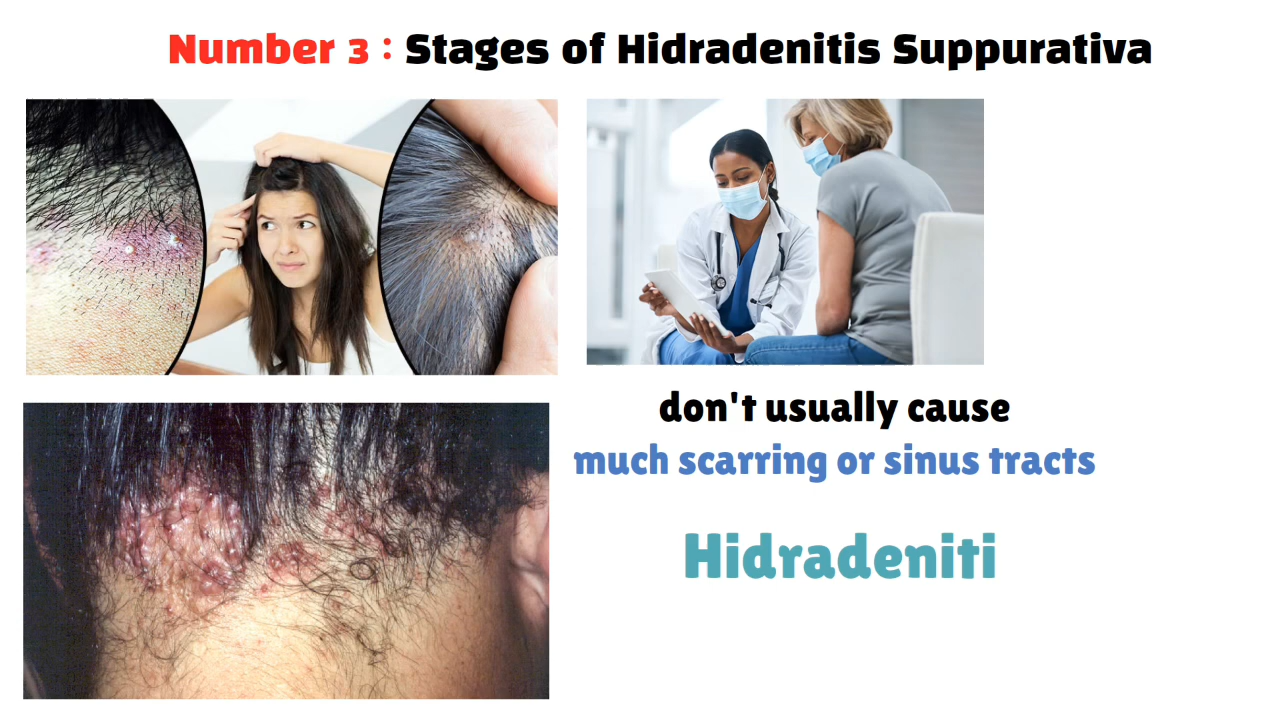 Number 3 : Stages of Hidradenitis Suppurativa
don't usually cause
much scarring or sinus tracts
Hidradeniti